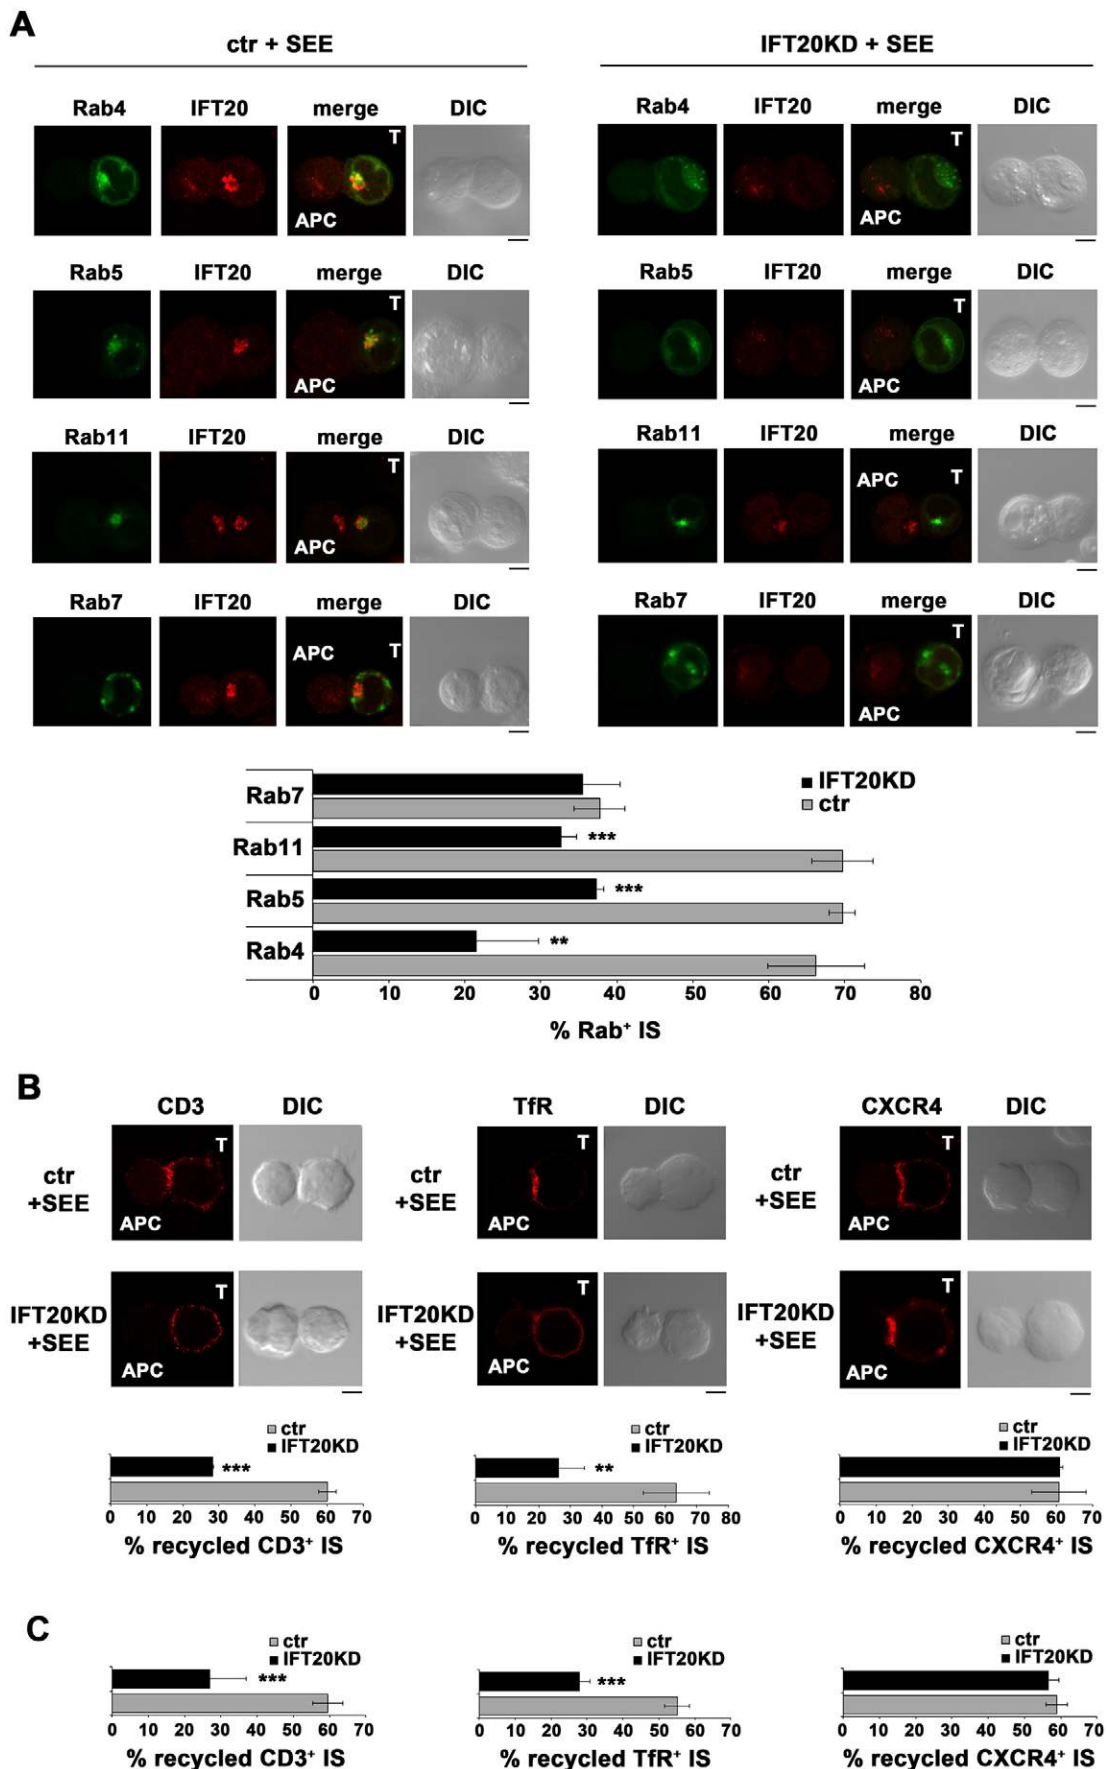 A
ctr + SEE
IFT20KD + SEE
Rab4 IFT20 merge DIC
T
APC
Rab4 IFT20 merge DIC
T
APC
Rab5 IFT20 merge DIC
T
APC
Rab5 IFT20 merge DIC
T
APC
Rab11 IFT20 merge DIC
T
APC
Rab11 IFT20 merge DIC
APC T
Rab7 IFT20 merge DIC
APC T
Rab7 IFT20 merge DIC
T
APC
IFT20KD
ctr
Rab7
Rab11 ***
Rab5 ***
Rab4 **
0 10 20 30 40 50 60 70 80
% Rab⁺ IS
B
CD3 DIC
ctr
+SEE
T
APC
IFT20KD
+SEE
T
APC
ctr
IFT20KD
***
0 10 20 30 40 50 60 70
% recycled CD3⁺ IS
TfR DIC
ctr
+SEE
T
APC
IFT20KD
+SEE
T
APC
ctr
IFT20KD
**
0 10 20 30 40 50 60 70 80
% recycled TfR⁺ IS
CXCR4 DIC
ctr
+SEE
T
APC
IFT20KD
+SEE
T
APC
ctr
IFT20KD
0 10 20 30 40 50 60 70
% recycled CXCR4⁺ IS
C
ctr
IFT20KD
***
0 10 20 30 40 50 60 70
% recycled CD3⁺ IS
ctr
IFT20KD
***
0 10 20 30 40 50 60 70
% recycled TfR⁺ IS
ctr
IFT20KD
0 10 20 30 40 50 60 70
% recycled CXCR4⁺ IS